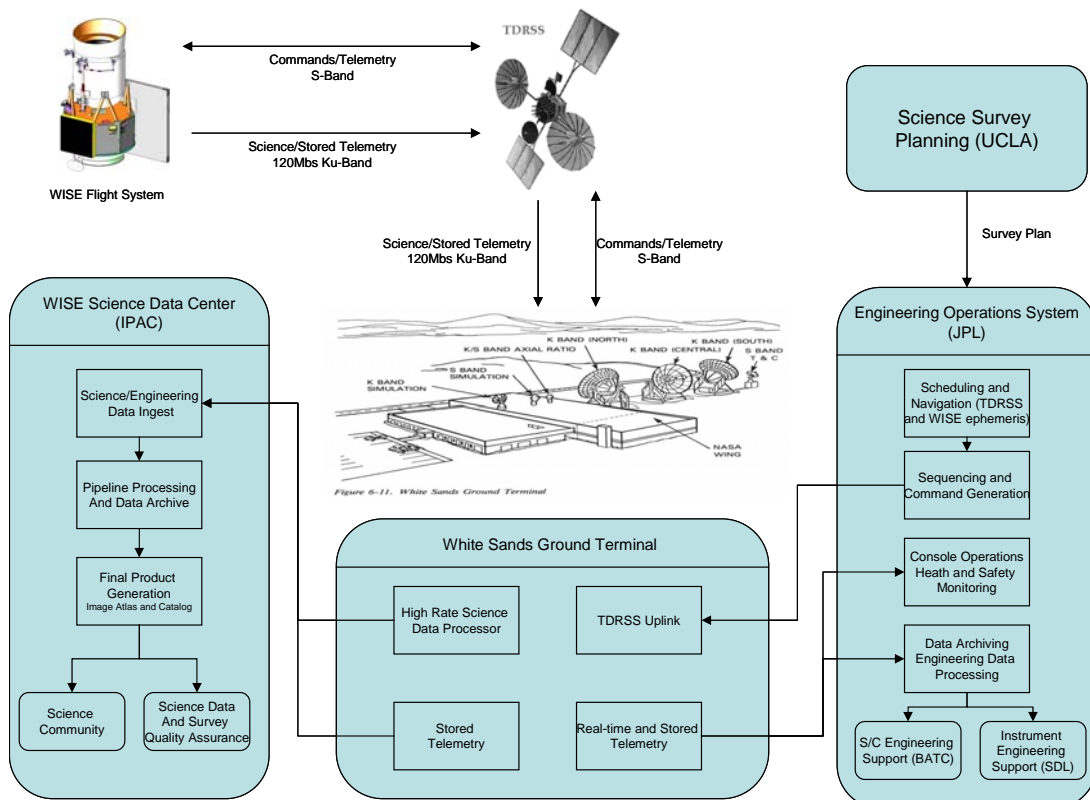 TDRSS
Commands/Telemetry
S-Band
Science/Stored Telemetry
120Mbs Ku-Band
WISE Flight System
Science Survey
Planning (UCLA)
Survey Plan
Science/Stored Telemetry
120Mbs Ku-Band
Commands/Telemetry
S-Band
WISE Science Data Center
(IPAC)
Science/Engineering
Data Ingest
Pipeline Processing
And Data Archive
Final Product
Generation
Image Atlas and Catalog
Science
Community
Science Data
And Survey
Quality Assurance
K BAND (NORTH)
K/S BAND AXIAL RATIO
S BAND
SIMULATION
K BAND
SIMULATION
K BAND (SOUTH)
K BAND
(CENTRAL)
S BAND
T & C
NASA
WING
Figure 6-11. White Sands Ground Terminal
White Sands Ground Terminal
High Rate Science
Data Processor
TDRSS Uplink
Stored
Telemetry
Real-time and Stored
Telemetry
Engineering Operations System
(JPL)
Scheduling and
Navigation (TDRSS
and WISE ephemeris)
Sequencing and
Command Generation
Console Operations
Heath and Safety
Monitoring
Data Archiving
Engineering Data
Processing
S/C Engineering
Support (BATC)
Instrument
Engineering
Support (SDL)